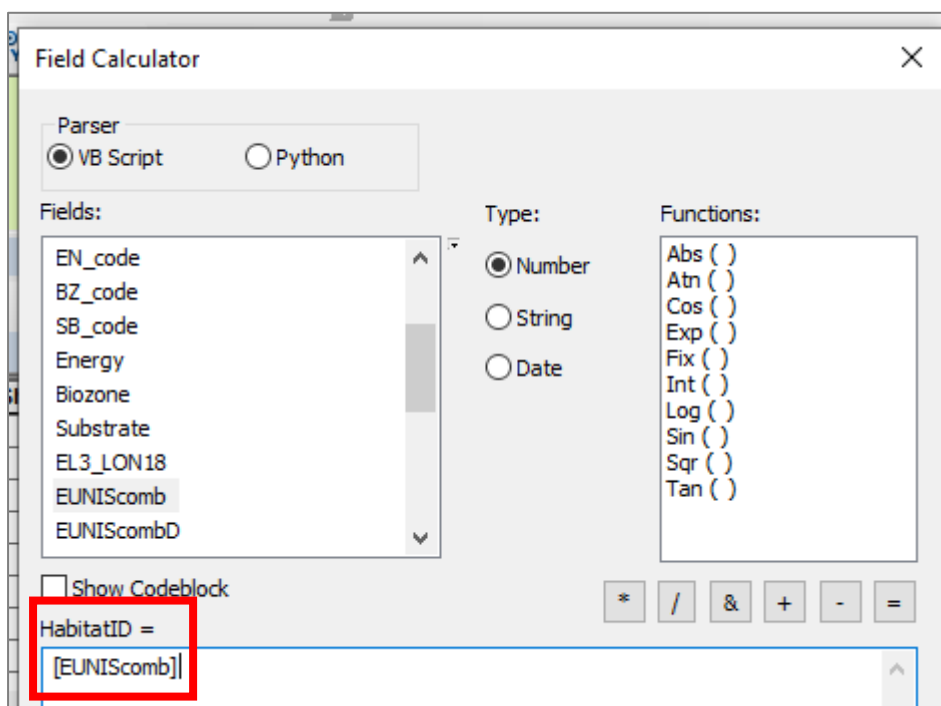 Field Calculator
Parser
VB Script Python
Fields: Type: Functions:
EN_code
BZ_code
SB_code
Energy
Biozone
Substrate
EL3_LON18
EUNIScomb
EUNIScombD
Number
String
Date
Abs ( )
Atn ( )
Cos ( )
Exp ( )
Fix ( )
Int ( )
Log ( )
Sin ( )
Sqr ( )
Tan ( )
Show Codeblock
* / & + - =
HabitatID =
[EUNIScomb]